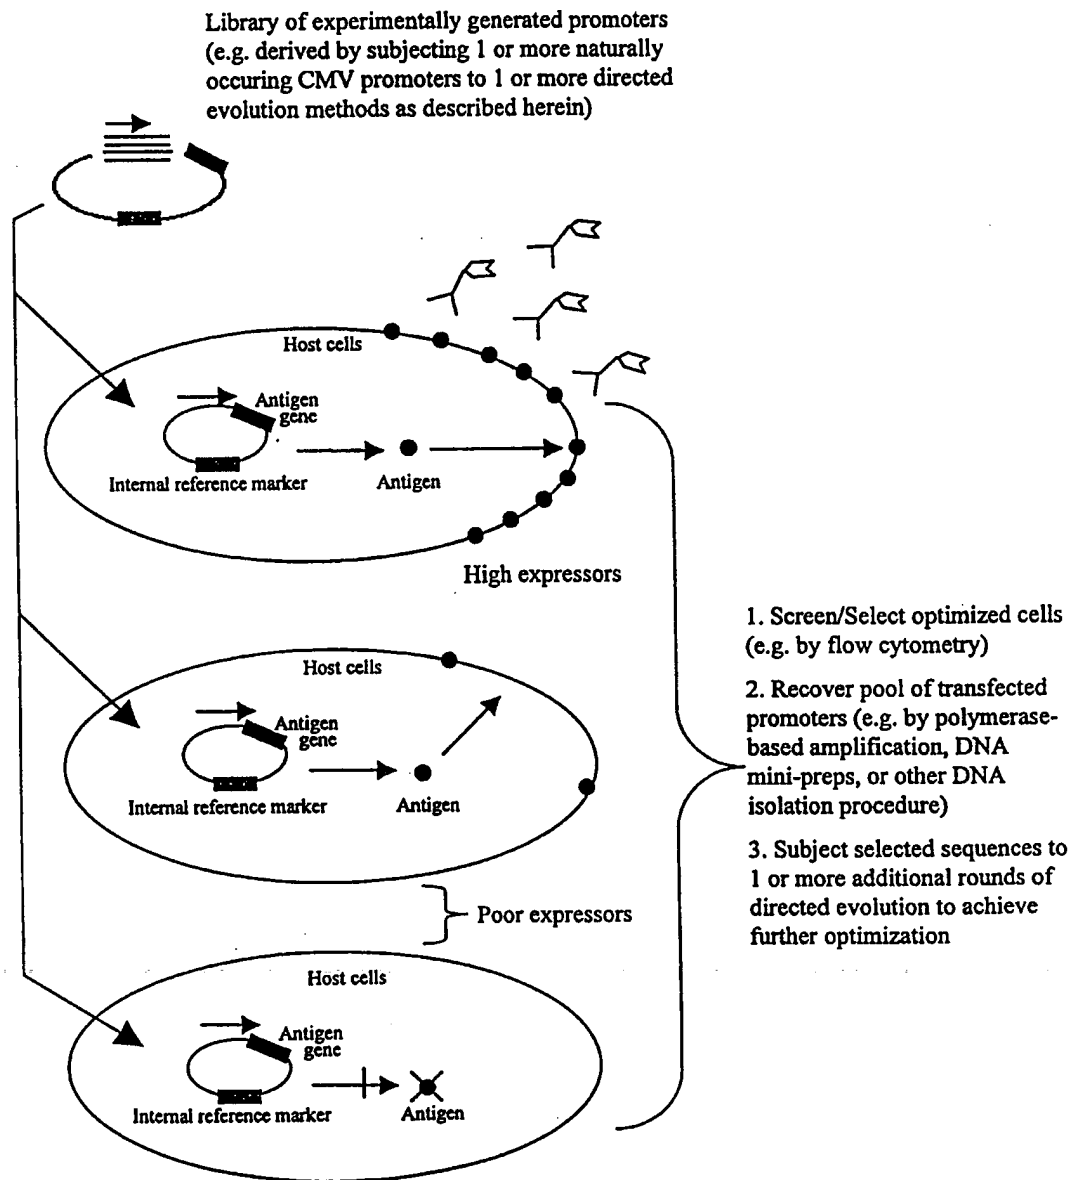 Library of experimentally generated promoters
(e.g. derived by subjecting 1 or more naturally
occuring CMV promoters to 1 or more directed
evolution methods as described herein)
Host cells
Antigen
gene
Internal reference marker
Antigen
High expressors
Host cells
Antigen
gene
Internal reference marker
Antigen
Poor expressors
Host cells
Antigen
gene
Internal reference marker
Antigen
1. Screen/Select optimized cells
(e.g. by flow cytometry)
2. Recover pool of transfected
promoters (e.g. by polymerase-
based amplification, DNA
mini-preps, or other DNA
isolation procedure)
3. Subject selected sequences to
1 or more additional rounds of
directed evolution to achieve
further optimization